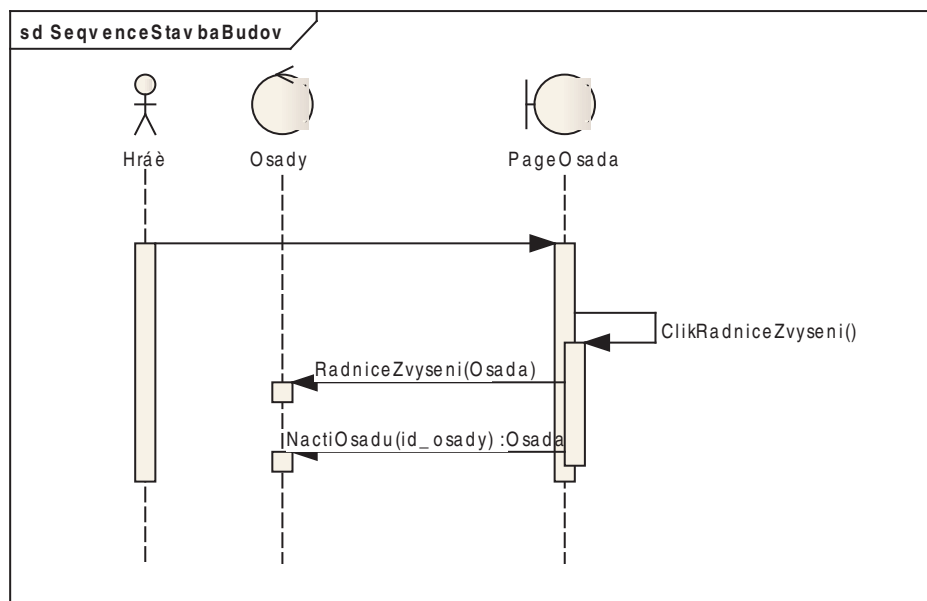 sd SeqvenceStavbaBudov
Hráè
Osady
PageOsada
ClikRadniceZvyseni()
RadniceZvyseni(Osada)
NactiOsadu(id_osady) :Osada